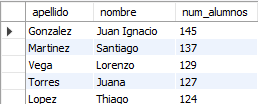 apellido nombre num_alumnos
Gonzalez Juan Ignacio 145
Martinez Santiago 137
Vega Lorenzo 129
Torres Juana 127
Lopez Thiago 124